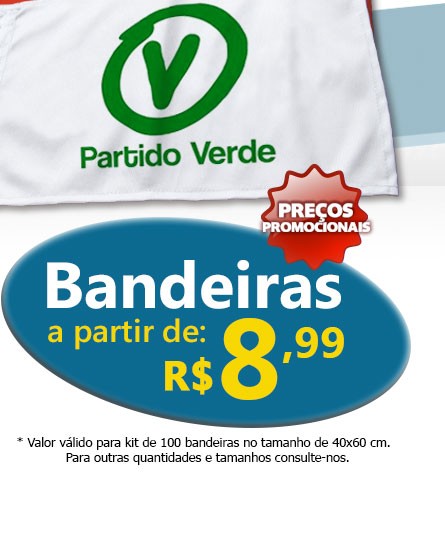 V
Partido Verde
PREÇOS
PROMOCIONAIS
Bandeiras
a partir de:
R$ 8,99
* Valor válido para kit de 100 bandeiras no tamanho de 40x60 cm.
Para outras quantidades e tamanhos consulte-nos.